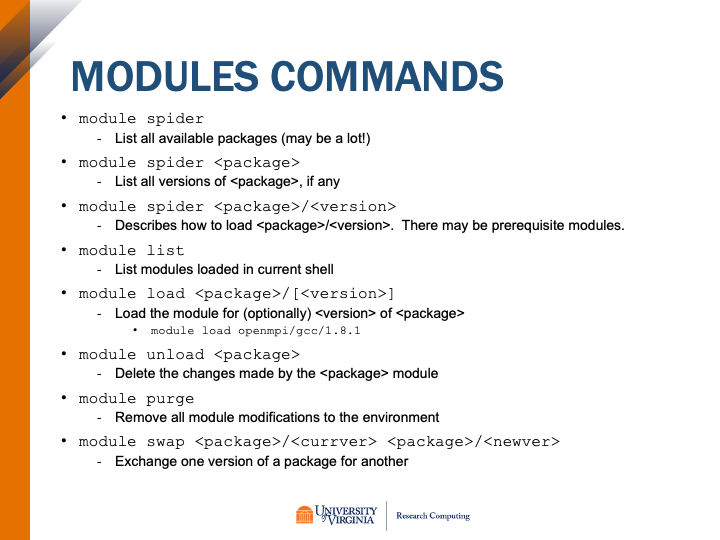 MODULES COMMANDS
• module spider
- List all available packages (may be a lot!)
• module spider <package>
- List all versions of <package>, if any
• module spider <package>/<version>
- Describes how to load <package>/<version>.  There may be prerequisite modules.
• module list
- List modules loaded in current shell
• module load <package>/[<version>]
- Load the module for (optionally) <version> of <package>
• module load openmpi/gcc/1.8.1
• module unload <package>
- Delete the changes made by the <package> module
• module purge
- Remove all module modifications to the environment
• module swap <package>/<currver> <package>/<newver>
- Exchange one version of a package for another
UNIVERSITY
of VIRGINIA
Research Computing